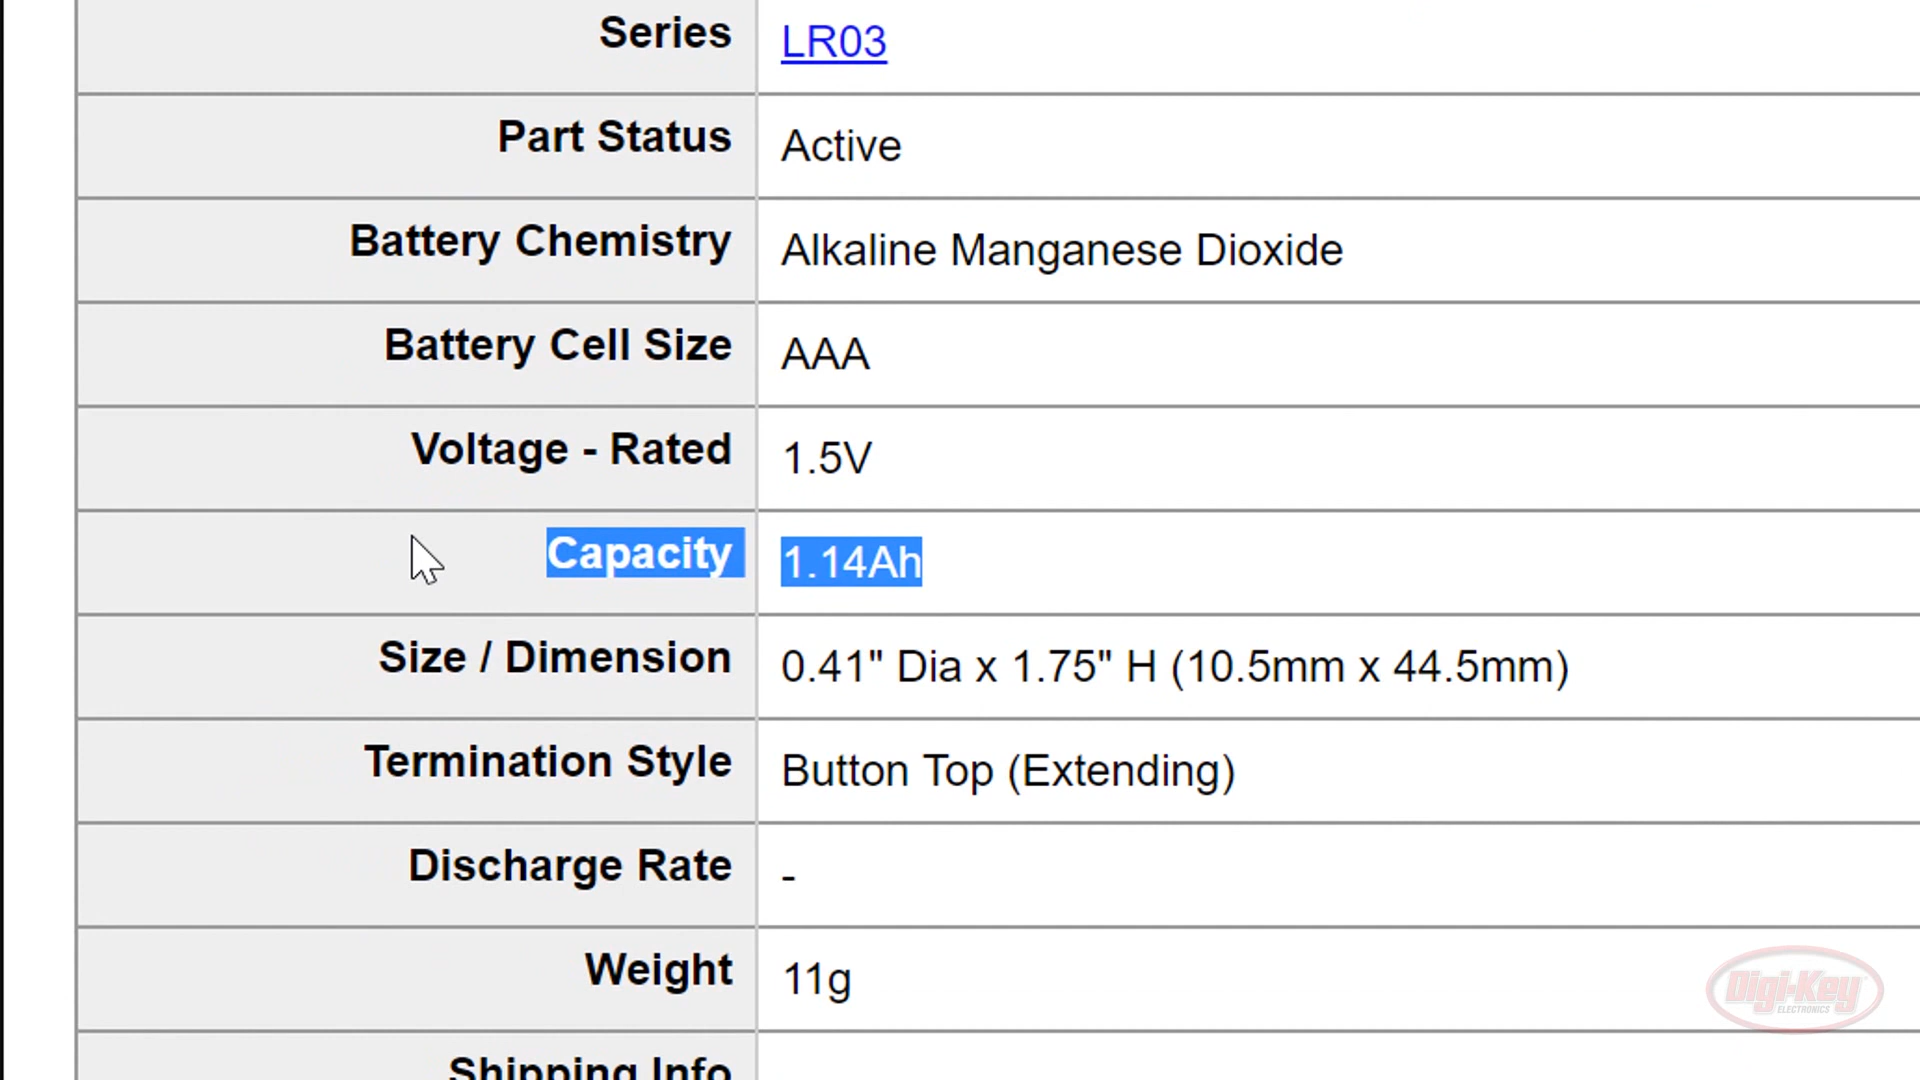 Series LR03
Part Status Active
Battery Chemistry Alkaline Manganese Dioxide
Battery Cell Size AAA
Voltage - Rated 1.5V
Capacity 1.14Ah
Size / Dimension 0.41" Dia x 1.75" H (10.5mm x 44.5mm)
Termination Style Button Top (Extending)
Discharge Rate -
Weight 11g
Shipping Info
Digi-Key
ELECTRONICS